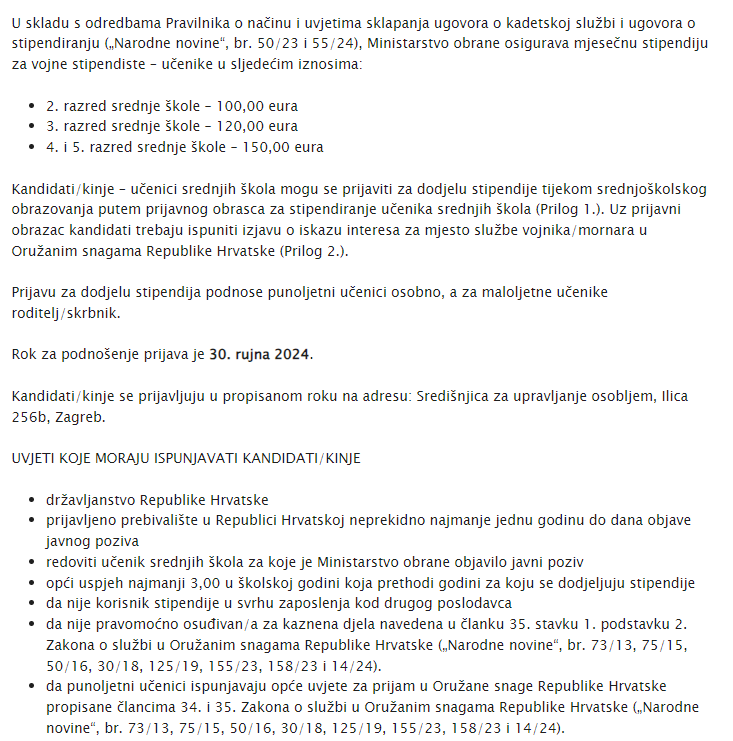 U skladu s odredbama Pravilnika o načinu i uvjetima sklapanja ugovora o kadetskoj službi i ugovora o
stipendiranju („Narodne novine“, br. 50/23 i 55/24), Ministarstvo obrane osigurava mjesečnu stipendiju
za vojne stipendiste – učenike u sljedećim iznosima:
• 2. razred srednje škole – 100,00 eura
• 3. razred srednje škole – 120,00 eura
• 4. i 5. razred srednje škole – 150,00 eura
Kandidati/kinje – učenici srednjih škola mogu se prijaviti za dodjelu stipendije tijekom srednjoškolskog
obrazovanja putem prijavnog obrasca za stipendiranje učenika srednjih škola (Prilog 1.). Uz prijavni
obrazac kandidati trebaju ispuniti izjavu o iskazu interesa za mjesto službe vojnika/mornara u
Oružanim snagama Republike Hrvatske (Prilog 2.).
Prijavu za dodjelu stipendija podnose punoljetni učenici osobno, a za maloljetne učenike
roditelj/skrbnik.
Rok za podnošenje prijava je 30. rujna 2024.
Kandidati/kinje se prijavljuju u propisanom roku na adresu: Središnjica za upravljanje osobljem, Ilica
256b, Zagreb.
UVJETI KOJE MORAJU ISPUNJAVATI KANDIDATI/KINJE
• državljanstvo Republike Hrvatske
• prijavljeno prebivalište u Republici Hrvatskoj neprekidno najmanje jednu godinu do dana objave
javnog poziva
• redoviti učenik srednjih škola za koje je Ministarstvo obrane objavilo javni poziv
• opći uspjeh najmanji 3,00 u školskoj godini koja prethodi godini za koju se dodjeljuju stipendije
• da nije korisnik stipendije u svrhu zaposlenja kod drugog poslodavca
• da nije pravomoćno osuđivan/a za kaznena djela navedena u članku 35. stavku 1. podstavku 2.
Zakona o službi u Oružanim snagama Republike Hrvatske („Narodne novine“, br. 73/13, 75/15,
50/16, 30/18, 125/19, 155/23, 158/23 i 14/24).
• da punoljetni učenici ispunjavaju opće uvjete za prijam u Oružane snage Republike Hrvatske
propisane člancima 34. i 35. Zakona o službi u Oružanim snagama Republike Hrvatske („Narodne
novine“, br. 73/13, 75/15, 50/16, 30/18, 125/19, 155/23, 158/23 i 14/24).